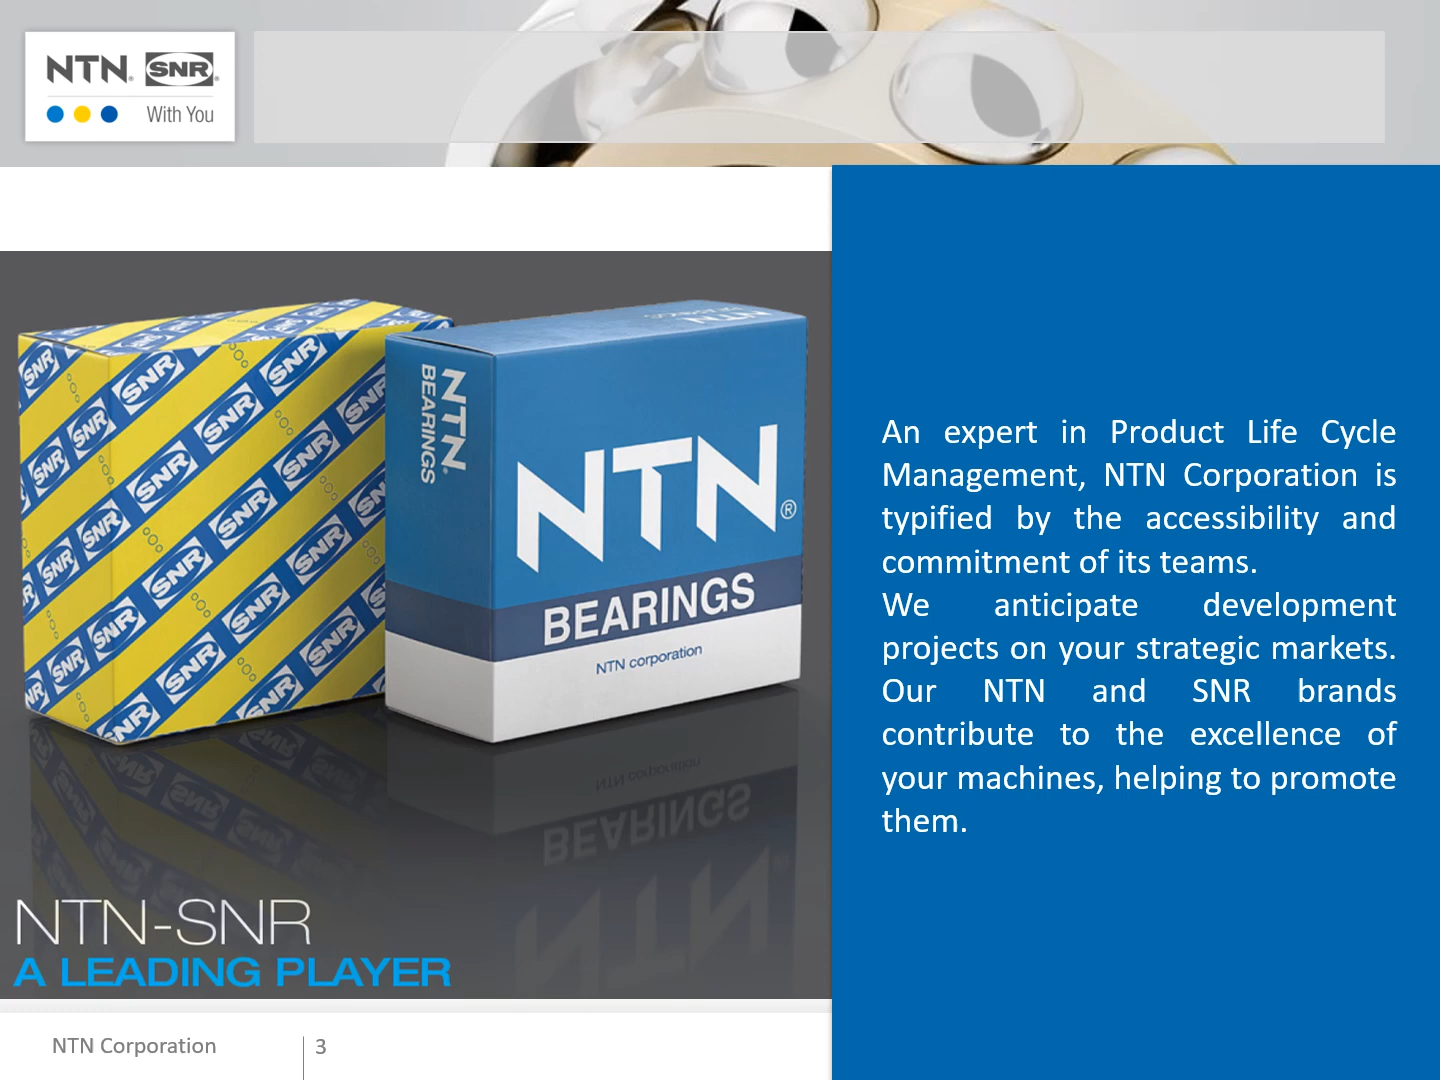 NTN® SNR®
With You
SNR
NTN
BEARINGS
NTN®
BEARINGS
NTN corporation
NTN-SNR
A LEADING PLAYER
An expert in Product Life Cycle
Management, NTN Corporation is
typified by the accessibility and
commitment of its teams.
We anticipate development
projects on your strategic markets.
Our NTN and SNR brands
contribute to the excellence of
your machines, helping to promote
them.
NTN Corporation
3